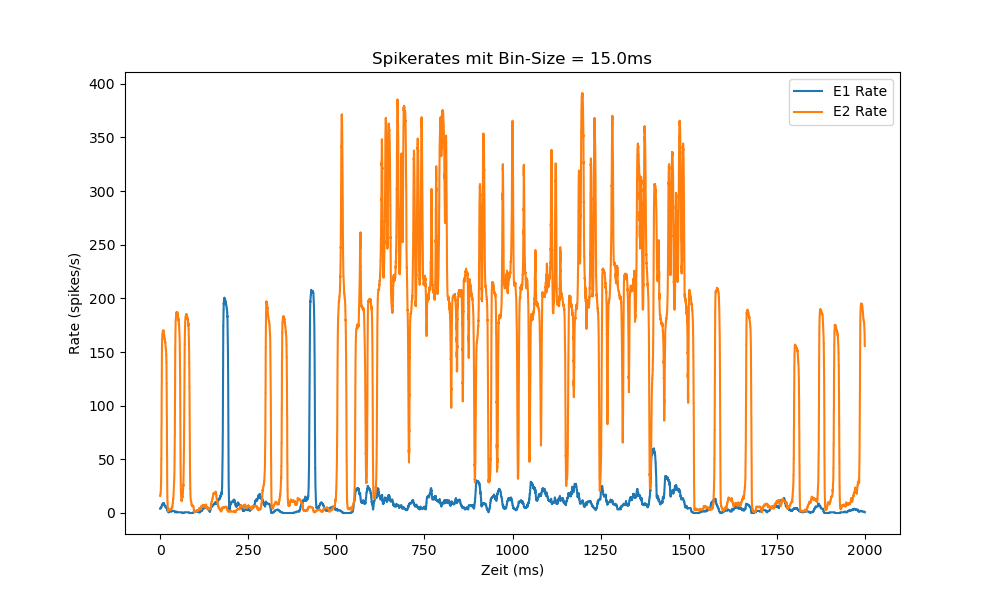 Spikerates mit Bin-Size = 15.0ms
E1 Rate
E2 Rate
Rate (spikes/s)
400
350
300
250
200
150
100
50
0
0 250 500 750 1000 1250 1500 1750 2000
Zeit (ms)